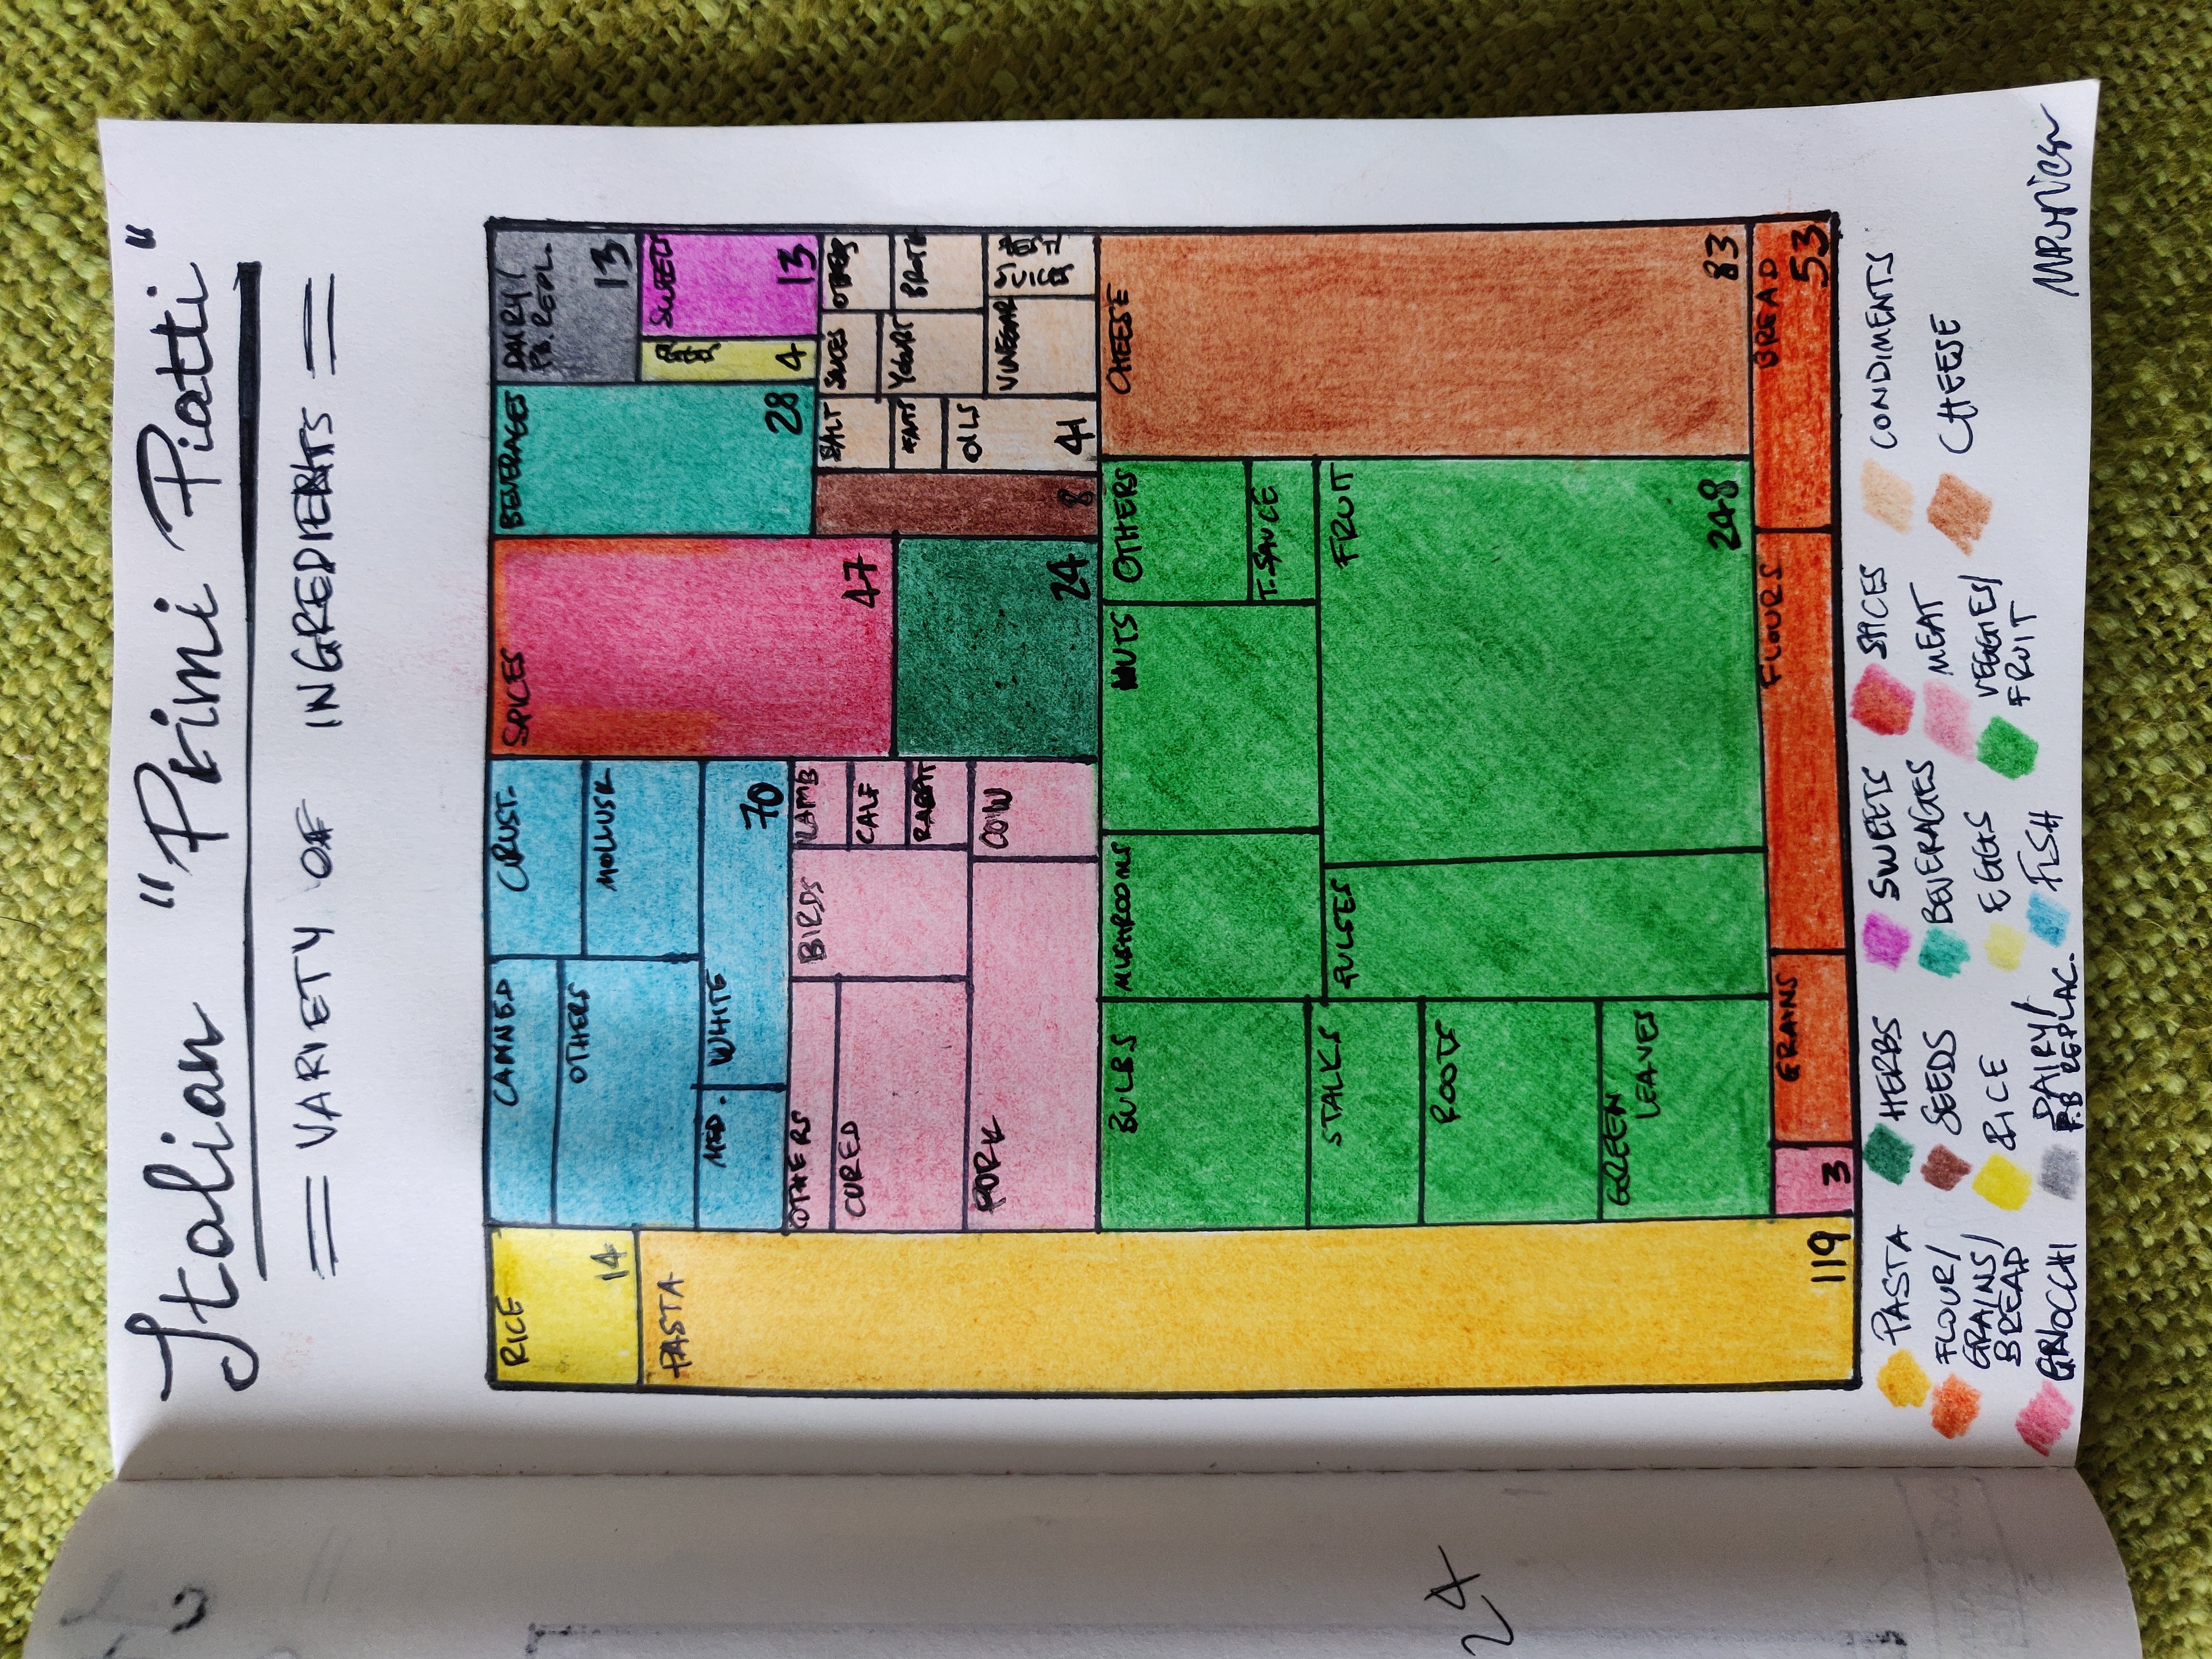 Italian "Primi Piatti"
VARIETY OF INGREDIENTS
RICE
14
PASTA
119
CANNED
OTHERS
CRUST.
MOLLUSK
MED.
WHITE
70
OTHERS
CURED
BIRDS
LAMB
CALF
RABBIT
PORK
COW
SPICES
47
24
BEVERAGES
28
DAIRY/
PB. REPL.
13
4
SWEETS
13
8
SALT
FATS
OILS
41
SAUCES
OTHERS
YOGURT
BROTH
VINEGAR
JUICES
BULBS
MUSHROOMS
NUTS
OTHERS
T. SAUCE
STALKS
ROOTS
GREEN
LEAVES
PULSES
FRUIT
248
CHEESE
83
3
GRAINS
FLOURS
BREAD
53
PASTA
FLOUR/
GRAINS/
BREAD
GNOCCHI
HERBS
SEEDS
RICE
DAIRY/
P.B REPLAC.
SWEETS
BEVERAGES
EGGS
FISH
SPICES
MEAT
VEGGIES/
FRUIT
CONDIMENTS
CHEESE
24